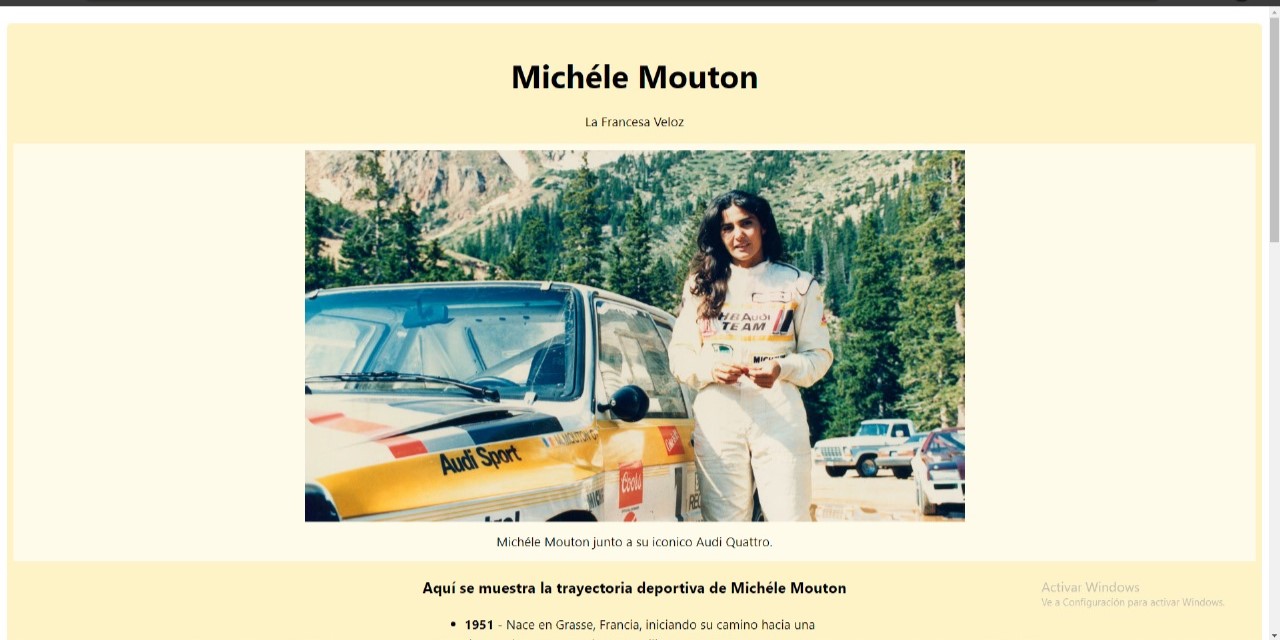 Michéle Mouton
La Francesa Veloz
HB Audi
TEAM
M.MOUTON
Audi Sport
Coors
Michéle Mouton junto a su iconico Audi Quattro.
Aquí se muestra la trayectoria deportiva de Michéle Mouton
• 1951 - Nace en Grasse, Francia, iniciando su camino hacia una
Activar Windows
Ve a Configuración para activar Windows.